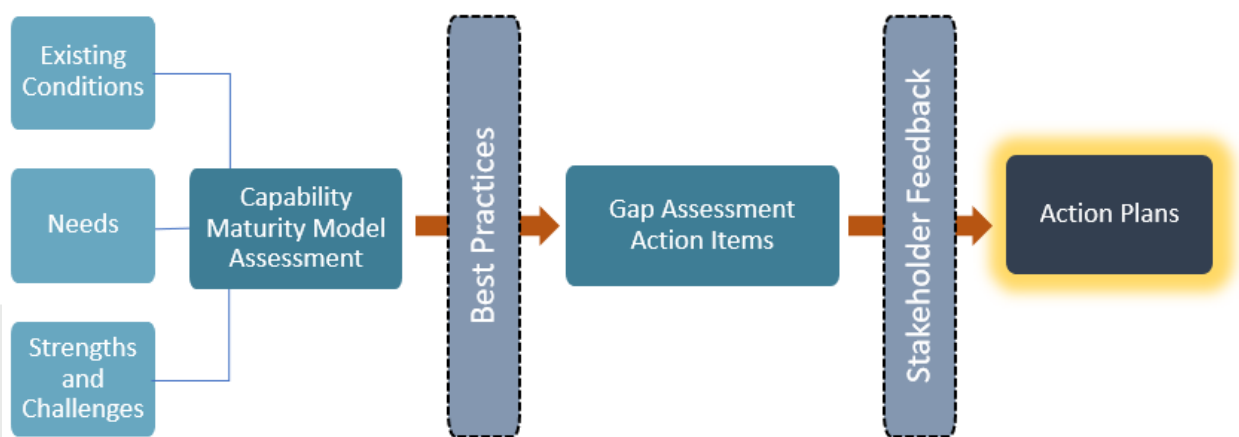 Existing
Conditions
Needs
Strengths
and
Challenges
Capability
Maturity Model
Assessment
Best Practices
Gap Assessment
Action Items
Stakeholder Feedback
Action Plans